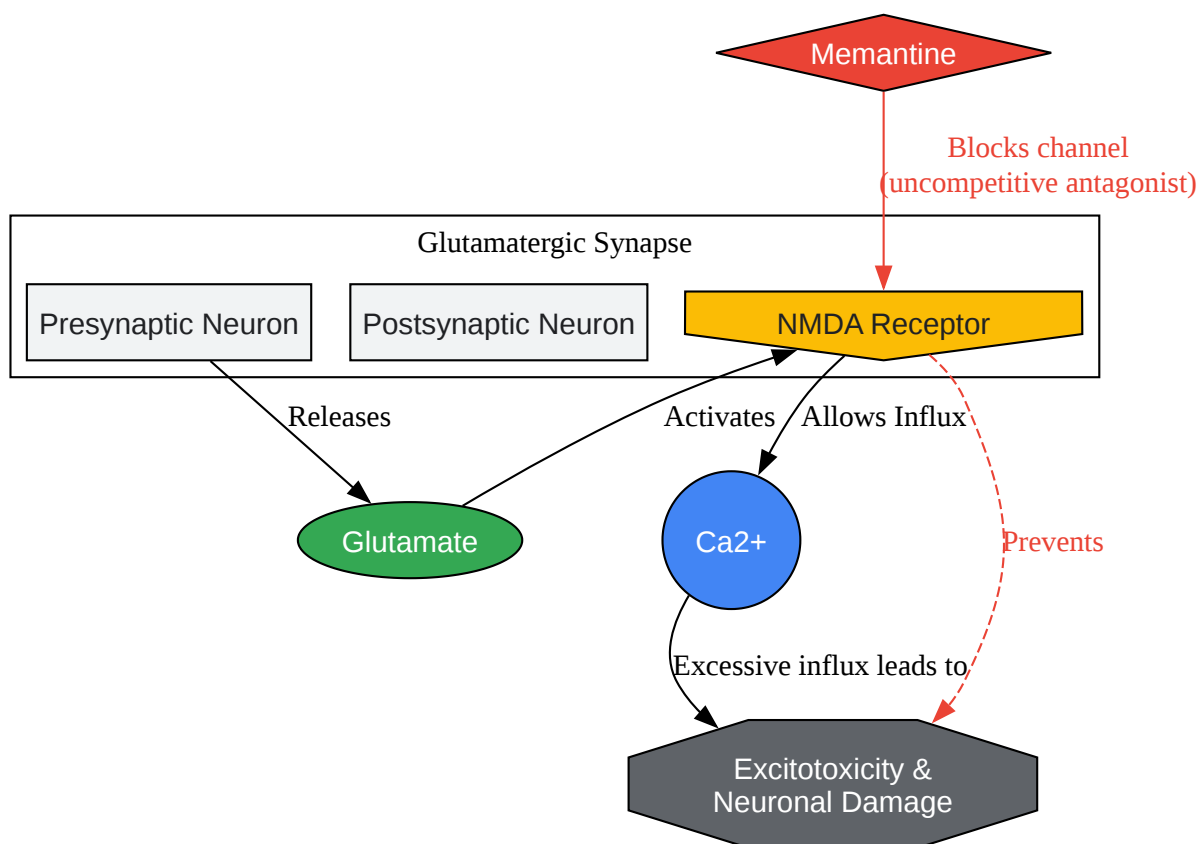 Memantine
Blocks channel
(uncompetitive antagonist)
Glutamatergic Synapse
Presynaptic Neuron
Postsynaptic Neuron
NMDA Receptor
Releases
Activates
Allows Influx
Glutamate
Ca2+
Prevents
Excessive influx leads to
Excitotoxicity &
Neuronal Damage